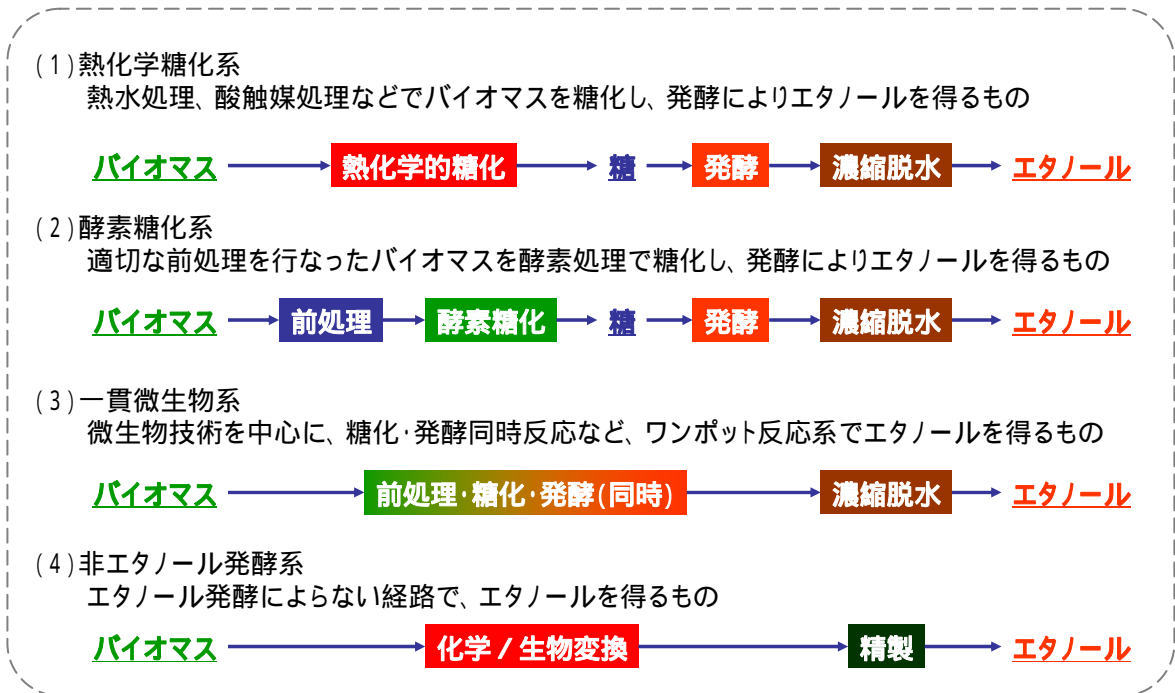 (1)熱化学糖化系
熱水処理、酸触媒処理などでバイオマスを糖化し、発酵によりエタノールを得るもの
バイオマス 熱化学的糖化 糖 発酵 濃縮脱水 エタノール
(2)酵素糖化系
適切な前処理を行なったバイオマスを酵素処理で糖化し、発酵によりエタノールを得るもの
バイオマス 前処理 酵素糖化 糖 発酵 濃縮脱水 エタノール
(3)一貫微生物系
微生物技術を中心に、糖化・発酵同時反応など、ワンポット反応系でエタノールを得るもの
バイオマス 前処理・糖化・発酵(同時) 濃縮脱水 エタノール
(4)非エタノール発酵系
エタノール発酵によらない経路で、エタノールを得るもの
バイオマス 化学/生物変換 精製 エタノール